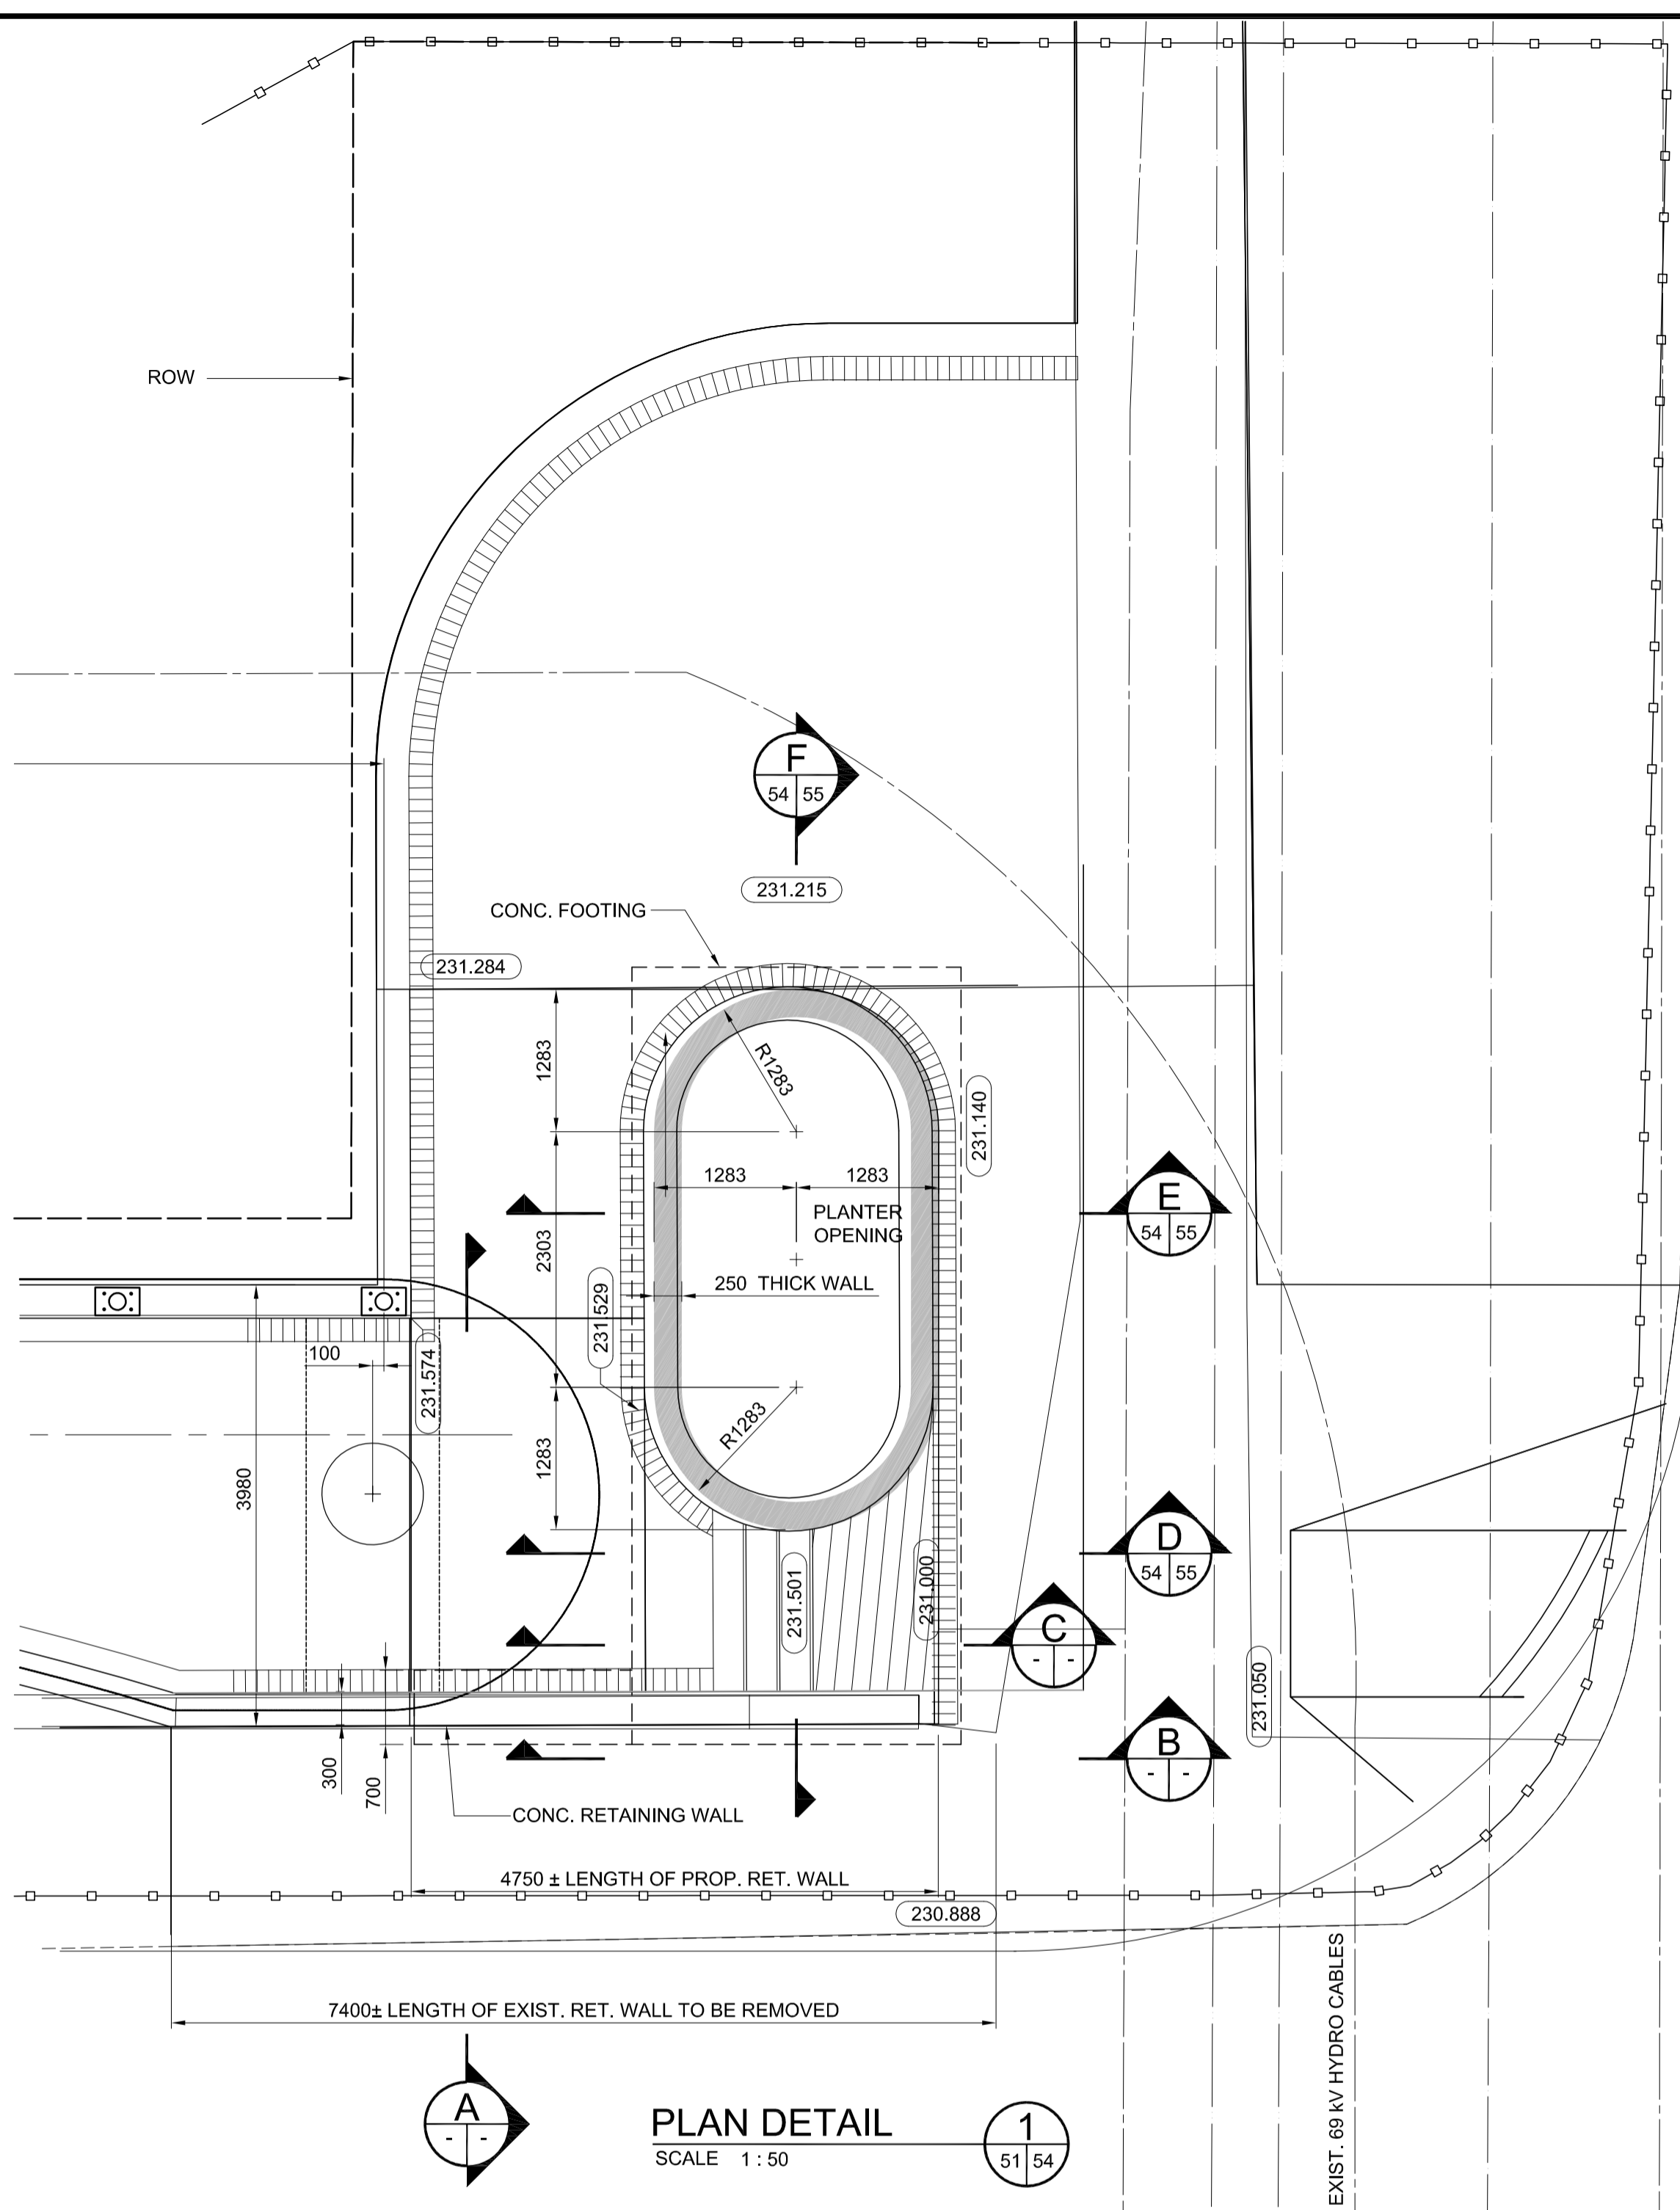 ROW
F
54 55
231.215
CONC. FOOTING
231.284
1283
R1283
231.140
1283
1283
E
54 55
PLANTER
OPENING
2303
250 THICK WALL
231.529
100
231.574
R1283
1283
3980
D
54 55
231.501
231.000
C
- -
231.050
B
- -
300
700
CONC. RETAINING WALL
4750 ± LENGTH OF PROP. RET. WALL
230.888
7400± LENGTH OF EXIST. RET. WALL TO BE REMOVED
EXIST. 69 kV HYDRO CABLES
A
- -
PLAN DETAIL
SCALE 1 : 50
1
51 54